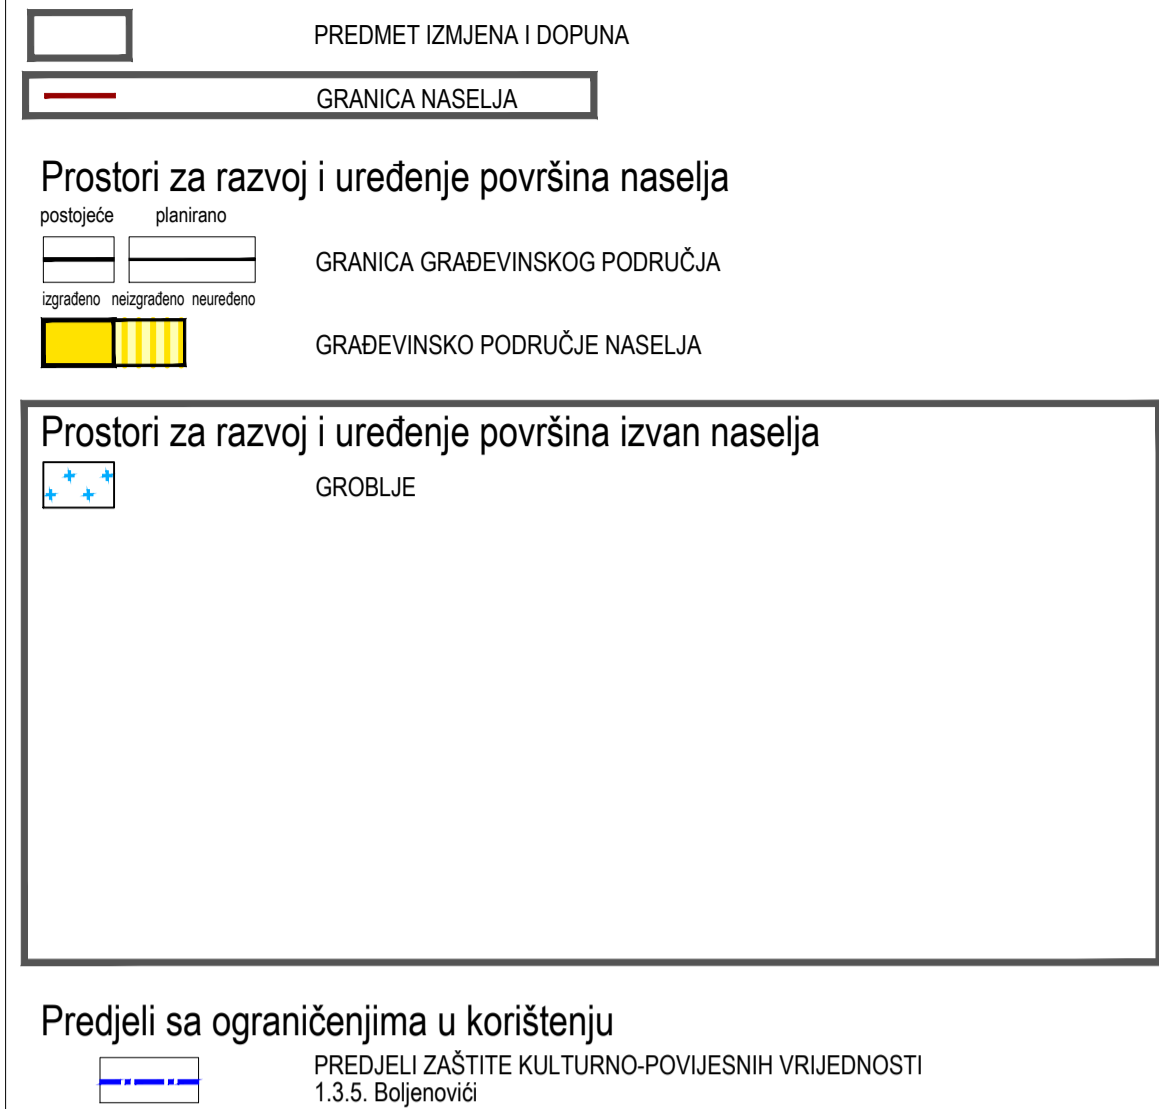 PREDMET IZMJENA I DOPUNA
GRANICA NASELJA
Prostori za razvoj i uređenje površina naselja
postojeće planirano
GRANICA GRAĐEVINSKOG PODRUČJA
izgrađeno neizgrađeno neuređeno
GRAĐEVINSKO PODRUČJE NASELJA
Prostori za razvoj i uređenje površina izvan naselja
GROBLJE
Predjeli sa ograničenjima u korištenju
PREDJELI ZAŠTITE KULTURNO-POVIJESNIH VRIJEDNOSTI
1.3.5. Boljenovići